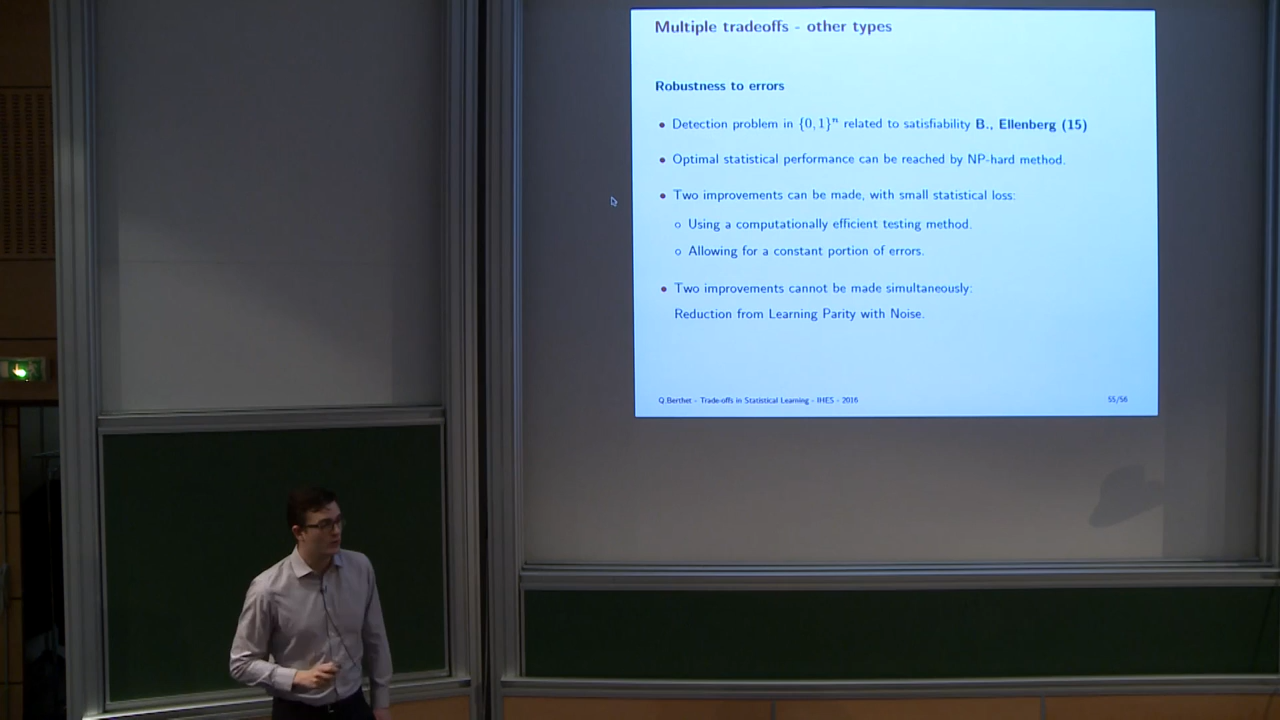 Multiple tradeoffs - other types
Robustness to errors
• Detection problem in {0, 1}ⁿ related to satisfiability B., Ellenberg (15)
• Optimal statistical performance can be reached by NP-hard method.
• Two improvements can be made, with small statistical loss:
○ Using a computationally efficient testing method.
○ Allowing for a constant portion of errors.
• Two improvements cannot be made simultaneously:
Reduction from Learning Parity with Noise.
Q.Berthet - Trade-offs in Statistical Learning - IHES - 2016
55/56